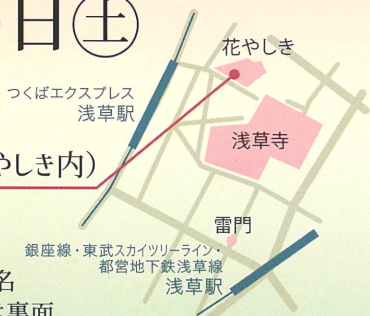 日㊏
花やしき
つくばエクスプレス
浅草駅
浅草寺
やしき内)
雷門
銀座線・東武スカイツリーライン・
都営地下鉄浅草線
浅草駅
名
裏面